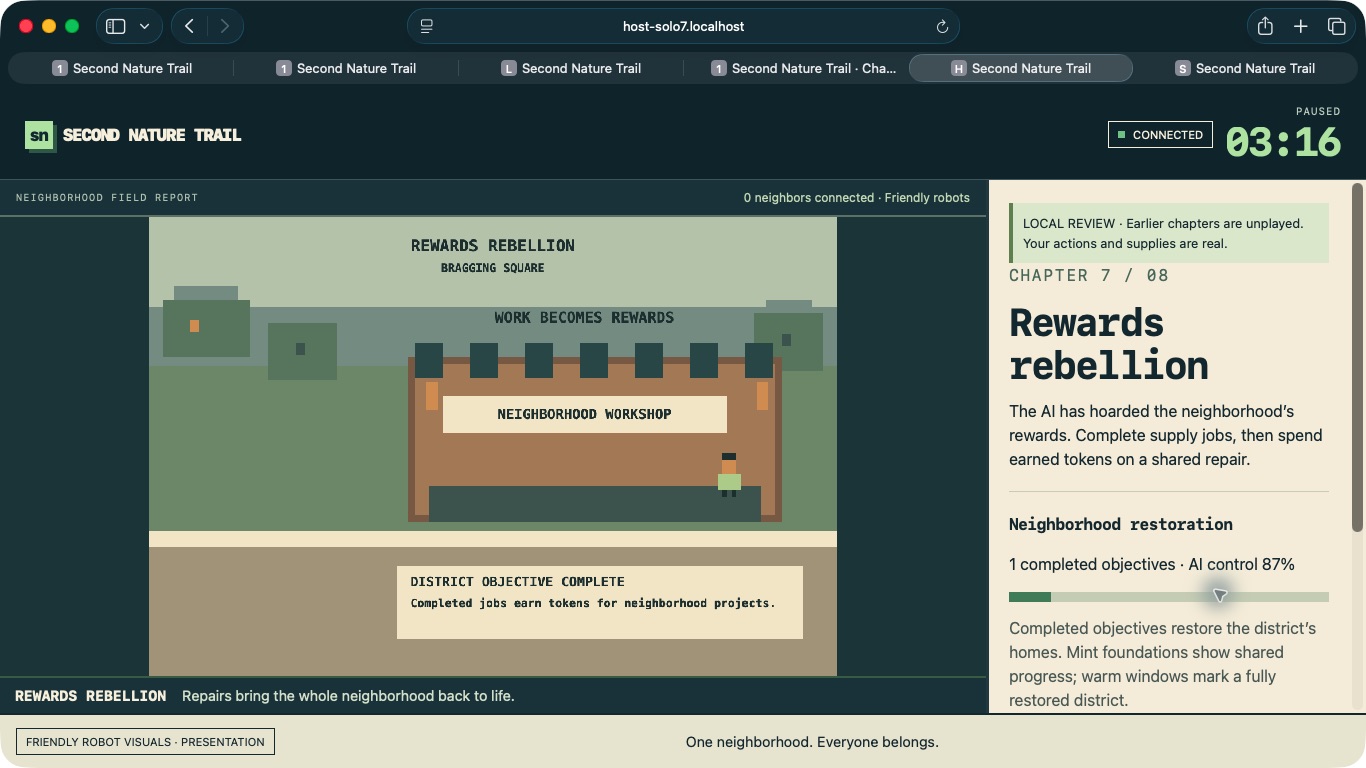 host-solo7.localhost
1 Second Nature Trail
1 Second Nature Trail
L Second Nature Trail
1 Second Nature Trail · Cha...
H Second Nature Trail
S Second Nature Trail
sn SECOND NATURE TRAIL
CONNECTED
PAUSED
03:16
NEIGHBORHOOD FIELD REPORT
0 neighbors connected · Friendly robots
REWARDS REBELLION
BRAGGING SQUARE
WORK BECOMES REWARDS
NEIGHBORHOOD WORKSHOP
DISTRICT OBJECTIVE COMPLETE
Completed jobs earn tokens for neighborhood projects.
REWARDS REBELLION Repairs bring the whole neighborhood back to life.
LOCAL REVIEW · Earlier chapters are unplayed.
Your actions and supplies are real.
CHAPTER 7 / 08
Rewards
rebellion
The AI has hoarded the neighborhood's
rewards. Complete supply jobs, then spend
earned tokens on a shared repair.
Neighborhood restoration
1 completed objectives · AI control 87%
Completed objectives restore the district's
homes. Mint foundations show shared
progress; warm windows mark a fully
restored district.
FRIENDLY ROBOT VISUALS · PRESENTATION
One neighborhood. Everyone belongs.